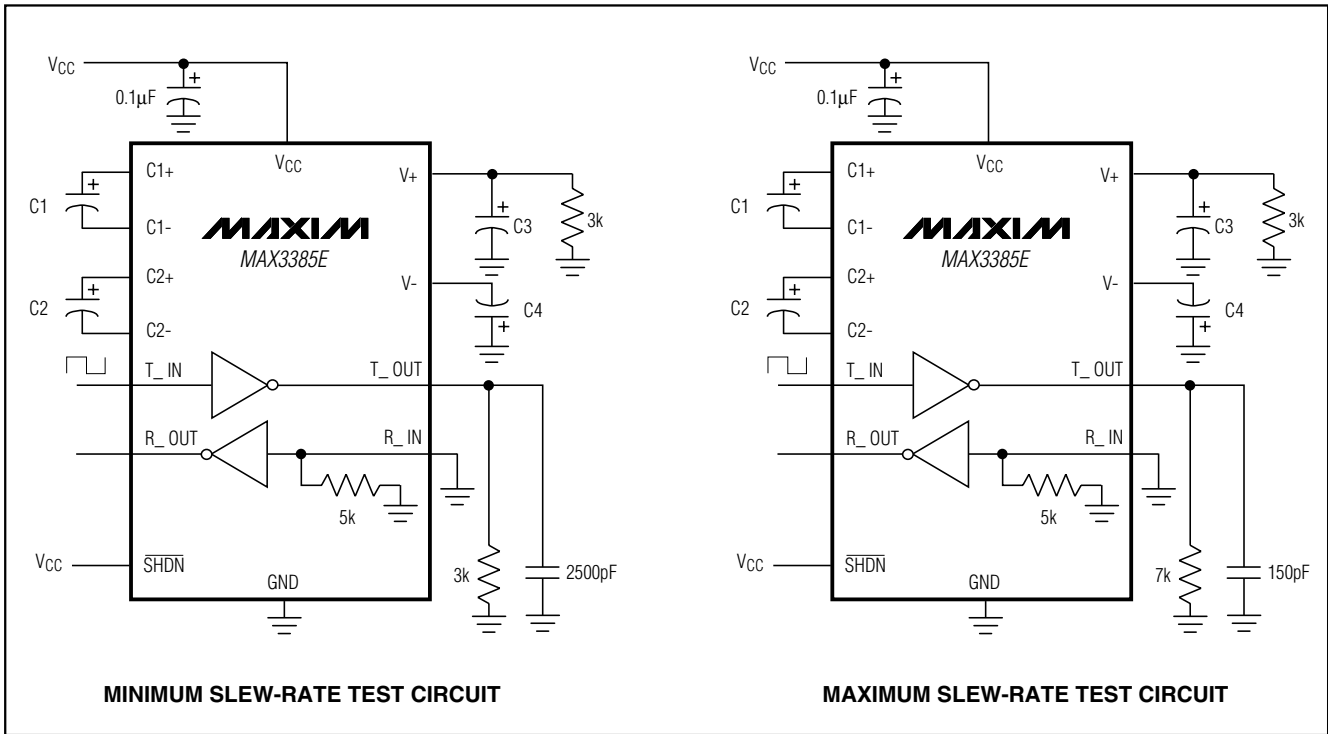 VCC
0.1µF
+
VCC
C1+
C1
+
C1-
MAXIM
MAX3385E
C2+
C2
+
C2-
V+
+
C3
3k
V-
C4
+
T_ IN
T_ OUT
R_ OUT
R_ IN
5k
VCC
SHDN
GND
3k
2500pF
MINIMUM SLEW-RATE TEST CIRCUIT
VCC
0.1µF
+
VCC
C1+
C1
+
C1-
MAXIM
MAX3385E
C2+
C2
+
C2-
V+
+
C3
3k
V-
C4
+
T_ IN
T_ OUT
R_ OUT
R_ IN
5k
VCC
SHDN
GND
7k
150pF
MAXIMUM SLEW-RATE TEST CIRCUIT